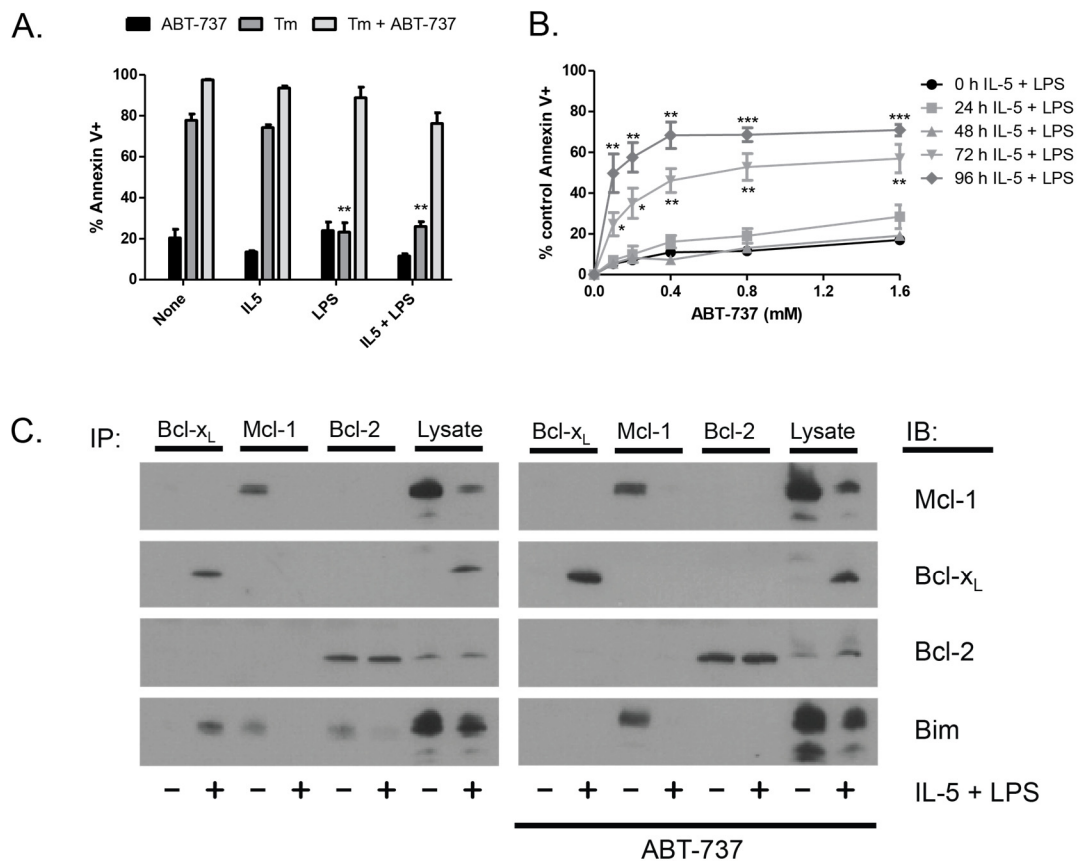 A.
ABT-737 Tm Tm + ABT-737
% Annexin V+
100
80
60
40
20
0
** **
None IL5 LPS IL5 + LPS
B.
% control Annexin V+
100
80
60
40
20
0
** ** ** *** ***
* * ** ** **
0.0 0.4 0.8 1.2 1.6
ABT-737 (mM)
0 h IL-5 + LPS
24 h IL-5 + LPS
48 h IL-5 + LPS
72 h IL-5 + LPS
96 h IL-5 + LPS
C.
IP: Bcl-xL Mcl-1 Bcl-2 Lysate Bcl-xL Mcl-1 Bcl-2 Lysate IB:
Mcl-1
Bcl-xL
Bcl-2
Bim
− + − + − + − + − + − + − + − + IL-5 + LPS
ABT-737